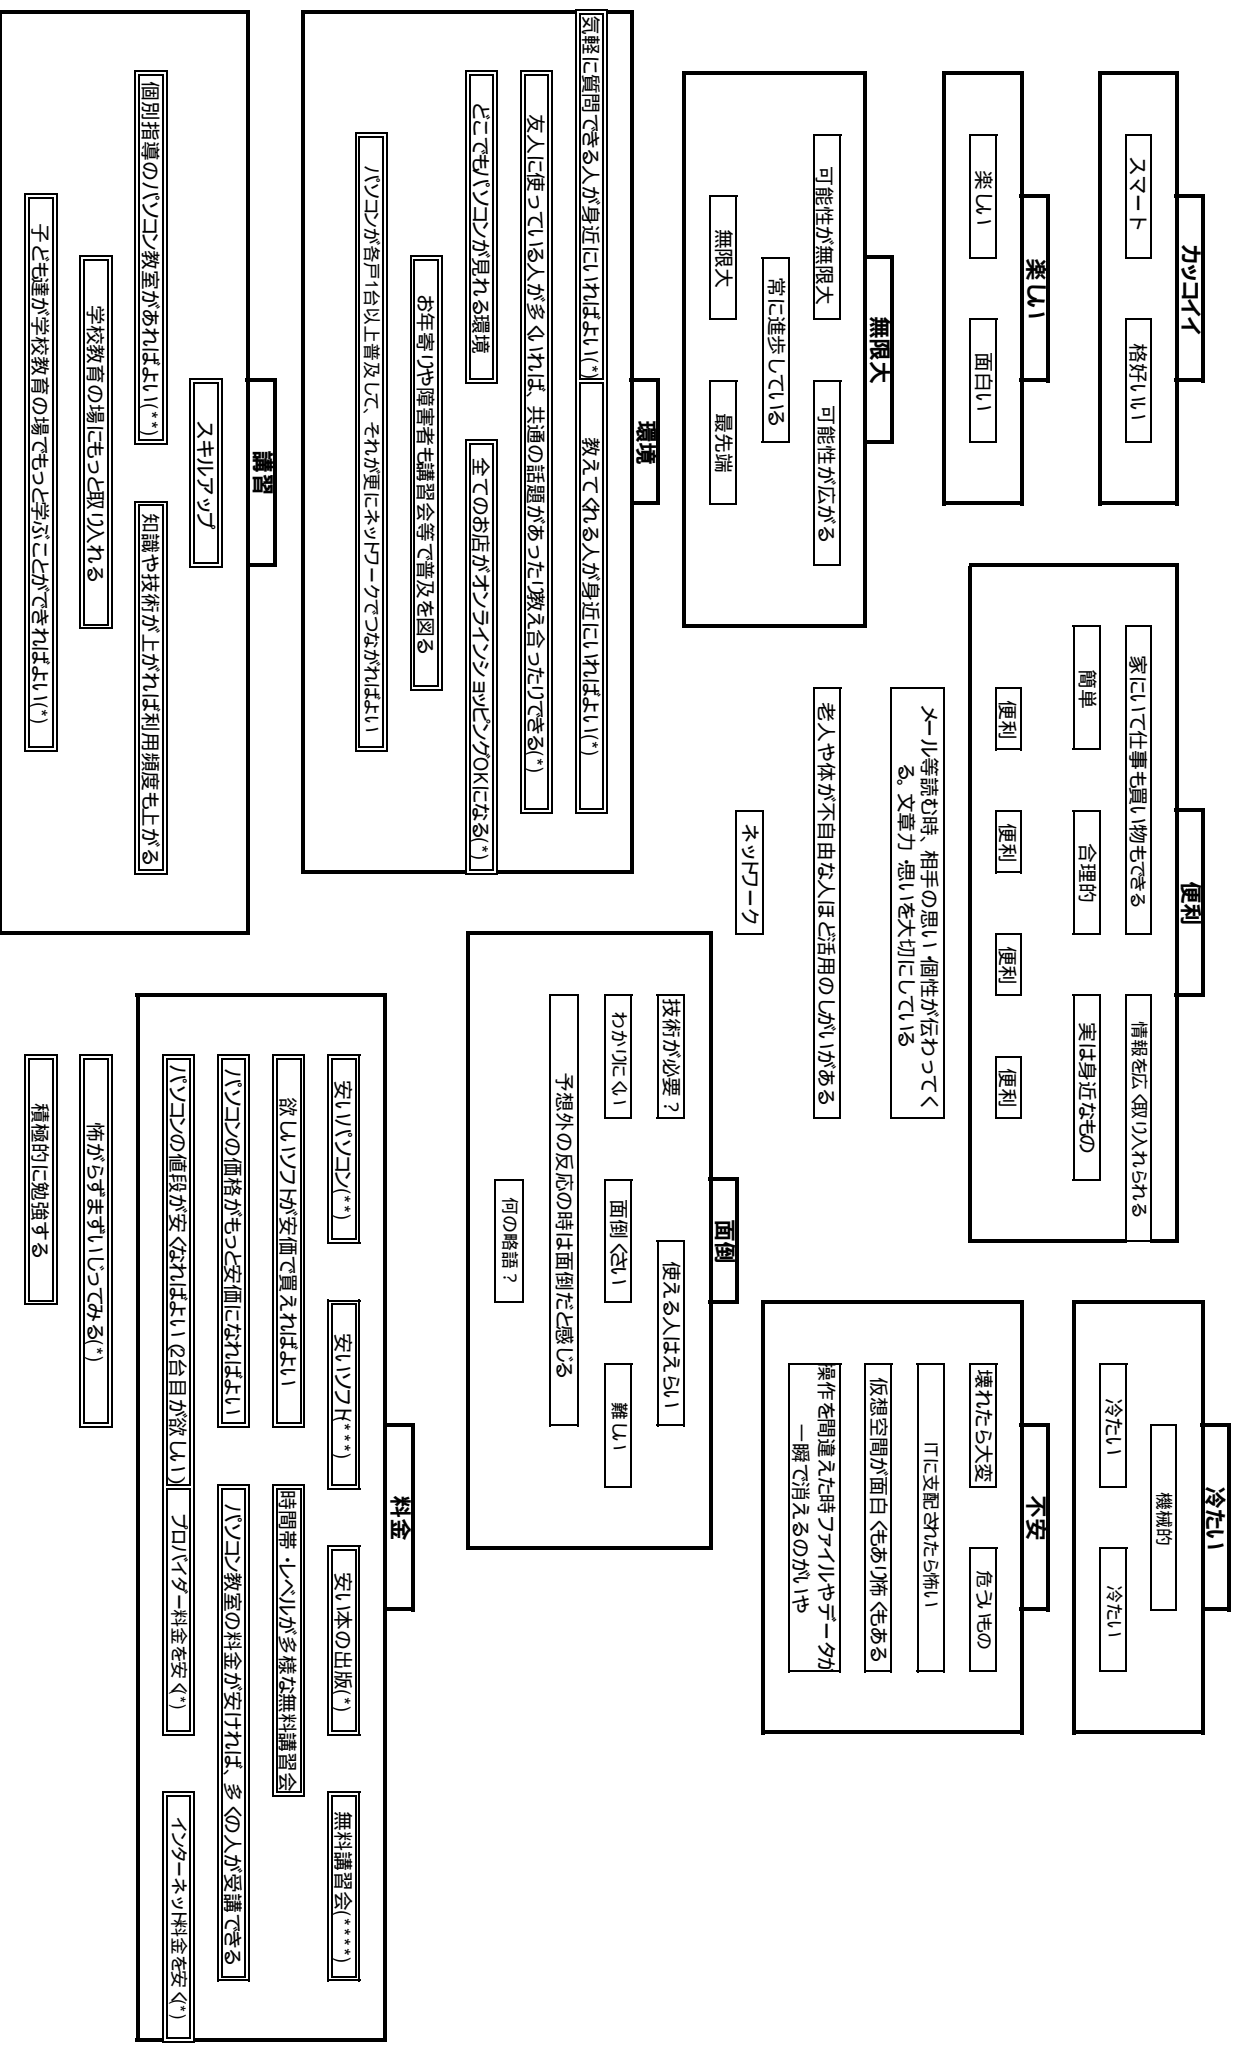 カッコイイ
スマート
格好いい
便利
家にいて仕事も買い物もできる
情報を広く取り入れられる
簡単
合理的
実は身近なもの
便利
便利
便利
便利
冷たい
機械的
冷たい
冷たい
楽しい
楽しい
面白い
メール等読む時、相手の思い・個性が伝わってく
る。文章力・思いを大切にしている
老人や体が不自由な人ほど活用のしがいがある
ネットワーク
不安
壊れたら大変
危ういもの
ITに支配されたら怖い
仮想空間が面白くもあり怖くもある
操作を間違えた時ファイルやデータが
一瞬で消えるのがいや
無限大
可能性が無限大
可能性が広がる
常に進歩している
無限大
最先端
面倒
技術が必要？
使える人はえらい
わかりにくい
面倒くさい
難しい
予想外の反応の時は面倒だと感じる
何の略語？
環境
気軽に質問できる人が身近にいればよい(*)
教えてくれる人が身近にいればよい(*)
友人に使っている人が多くいれば、共通の話題があったり教え合ったりできる(*)
どこでもパソコンが見れる環境
全てのお店がオンラインショッピングOKになる(*)
お年寄りや障害者も講習会等で普及を図る
パソコンが各戸1台以上普及して、それが更にネットワークでつながればよい
料金
安いパソコン(**)
安いソフト(***)
安い本の出版(*)
無料講習会(****)
欲しいソフトが安価で買えればよい
時間帯・レベルが多様な無料講習会
パソコンの価格がもっと安価になればよい
パソコン教室の料金が安ければ、多くの人が受講できる
パソコンの値段が安くなればよい(2台目が欲しい)
プロバイダー料金を安く(*)
インターネット料金を安く(*)
講習
スキルアップ
個別指導のパソコン教室があればよい(**)
知識や技術が上がれば利用頻度も上がる
学校教育の場にもっと取り入れる
子ども達が学校教育の場でもっと学ぶことができればよい(*)
怖がらずまずいじってみる(*)
積極的に勉強する